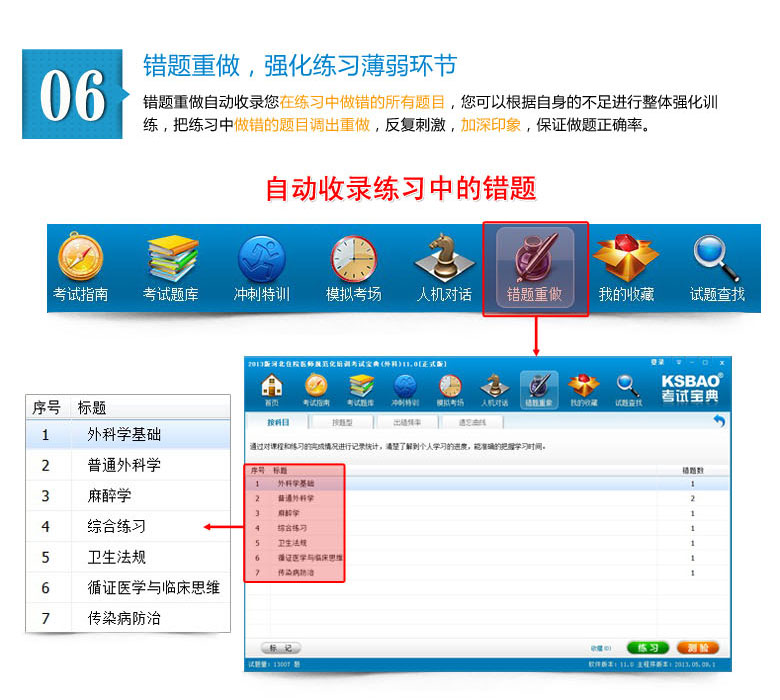 06
错题重做，强化练习薄弱环节
错题重做自动收录您在练习中做错的所有题目，您可以根据自身的不足进行整体强化训
练，把练习中做错的题目调出重做，反复刺激，加深印象，保证做题正确率。
自动收录练习中的错题
考试指南 考试题库 冲刺特训 模拟考场 人机对话 错题重做 我的收藏 试题查找
2013版河北住院医师规范化培训考试宝典(外科)11.0[正式版] 登录
首页 考试指南 考试题库 冲刺特训 模拟考场 人机对话 错题重做 我的收藏 试题查找
KSBAO®
考试宝典
按科目 按题型 出错频率 遗忘曲线
通过对课程和练习的完成情况进行记录统计，清楚了解到个人学习的进度，能准确的把握学习时间。
序号 标题 错题数
1 外科学基础 1
2 普通外科学 2
3 麻醉学 1
4 综合练习 1
5 卫生法规 1
6 循证医学与临床思维 1
7 传染病防治 1
标 记 练 习 测 验
试题量：13007 题 软件版本：11.0 主程序版本：2013.05.08.1
序号 标题
1 外科学基础
2 普通外科学
3 麻醉学
4 综合练习
5 卫生法规
6 循证医学与临床思维
7 传染病防治